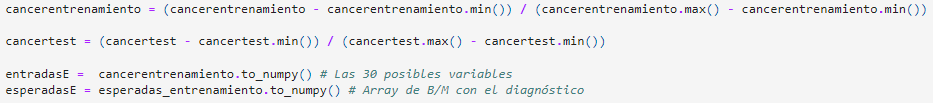 cancerentrenamiento = (cancerentrenamiento - cancerentrenamiento.min()) / (cancerentrenamiento.max() - cancerentrenamiento.min())
cancertest = (cancertest - cancertest.min()) / (cancertest.max() - cancertest.min())
entradasE =  cancerentrenamiento.to_numpy() # Las 30 posibles variables
esperadasE = esperadas_entrenamiento.to_numpy() # Array de B/M con el diagnóstico